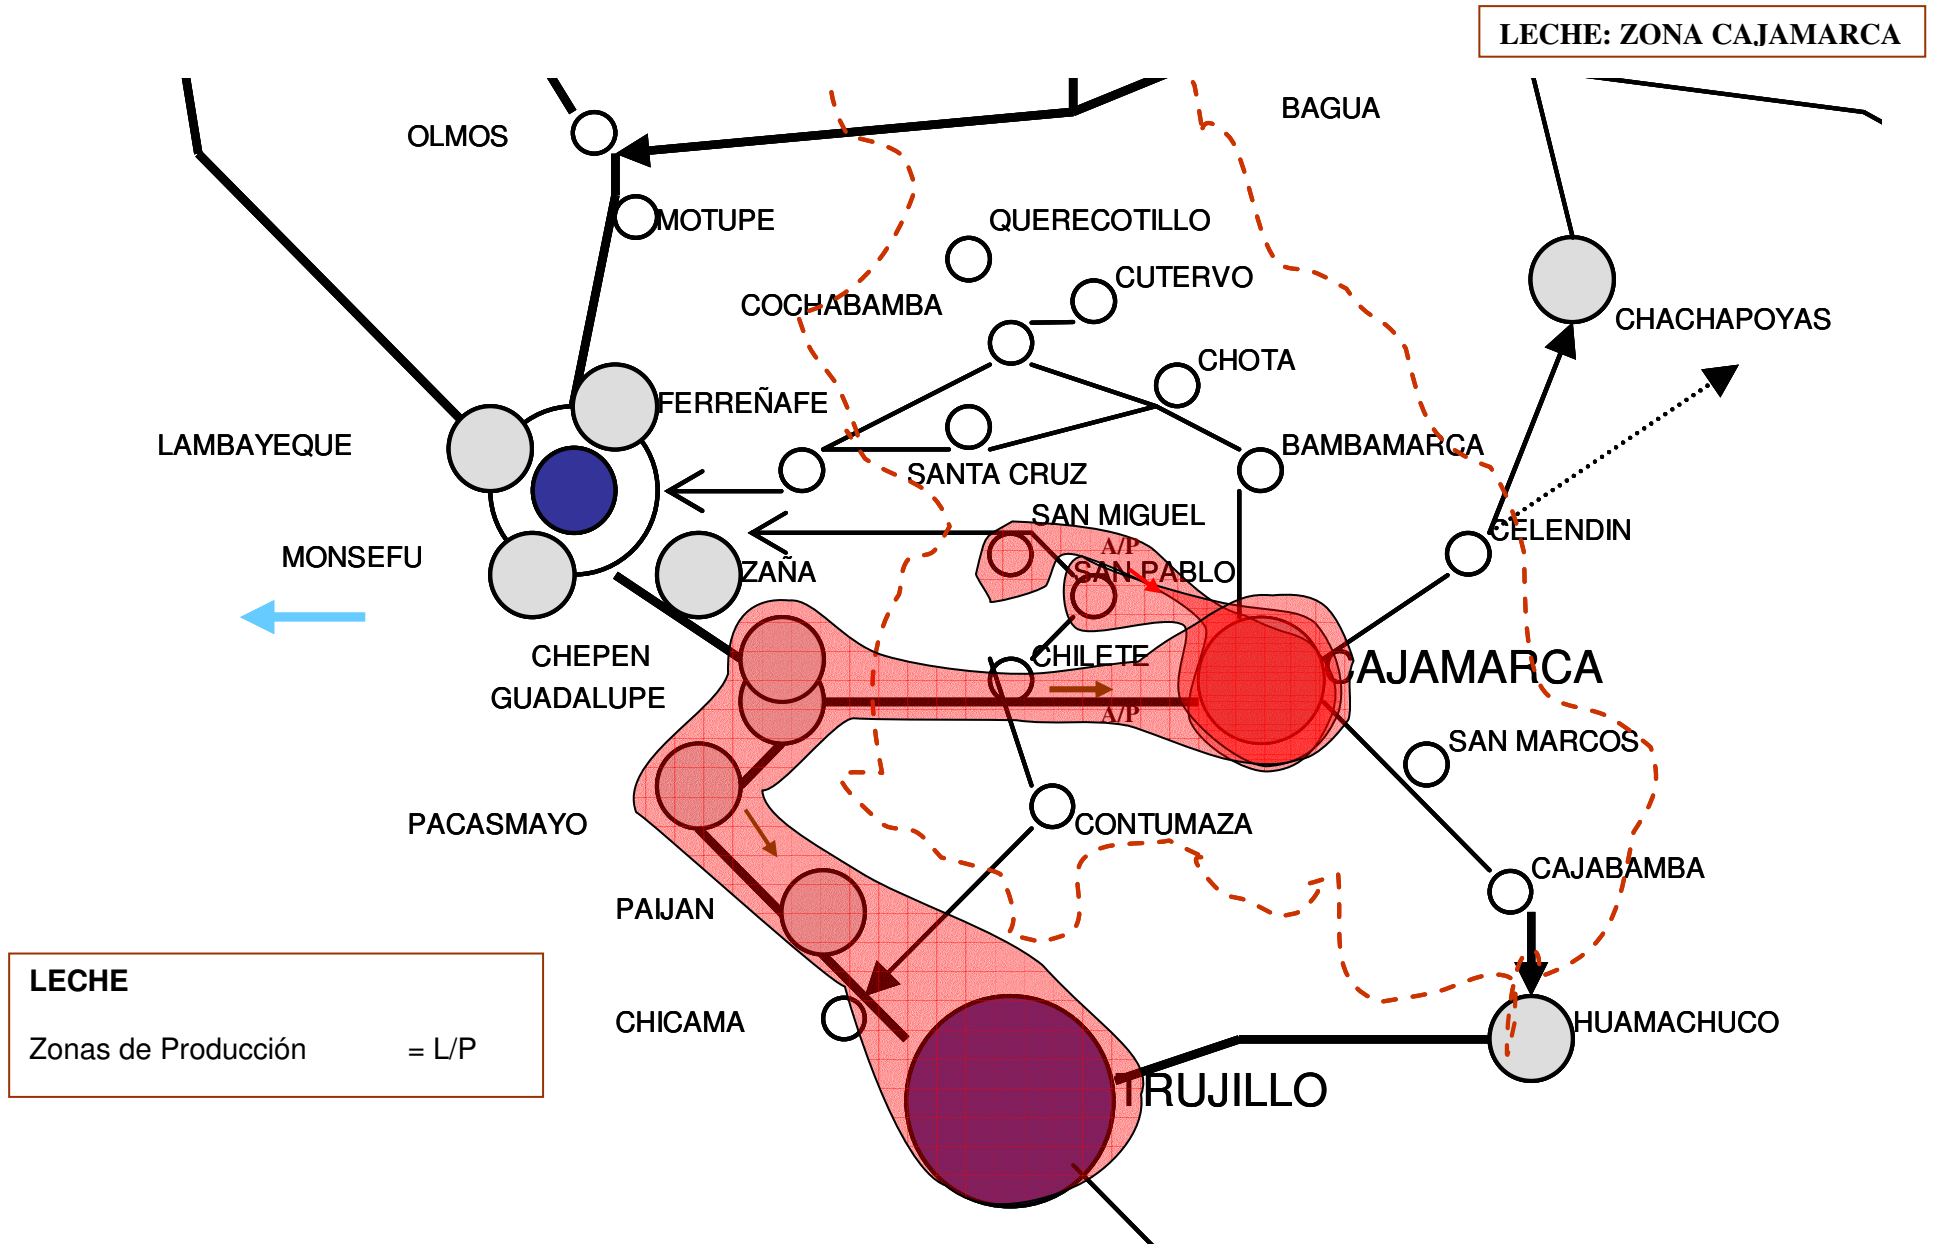 LECHE: ZONA CAJAMARCA
BAGUA
OLMOS
MOTUPE
QUERECOTILLO
CUTERVO
COCHABAMBA
CHACHAPOYAS
CHOTA
FERREÑAFE
LAMBAYEQUE
BAMBAMARCA
SANTA CRUZ
SAN MIGUEL
CELENDIN
A/P
MONSEFU
ZAÑA
SAN PABLO
CHEPEN
CHILETE
CAJAMARCA
GUADALUPE
A/P
SAN MARCOS
PACASMAYO
CONTUMAZA
CAJABAMBA
PAIJAN
LECHE
CHICAMA
HUAMACHUCO
Zonas de Producción = L/P
TRUJILLO